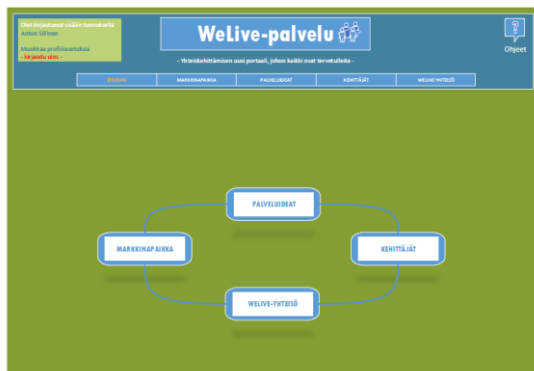 Olet kirjautunut sisään tunnuksella
Anton Sillinen
Muokkaa profiiliasetuksia
- kirjaudu ulos -
WeLive-palvelu
Ohjeet
- Yhteiskehittämisen uusi portaali, johon kaikki ovat tervetulleita -
ETUSIVU
MARKKINAPAIKKA
PALVELUIDEAT
KEHITTÄJÄT
WELIVE-YHTEISÖ
PALVELUIDEAT
MARKKINAPAIKKA
KEHITTÄJÄT
WELIVE-YHTEISÖ